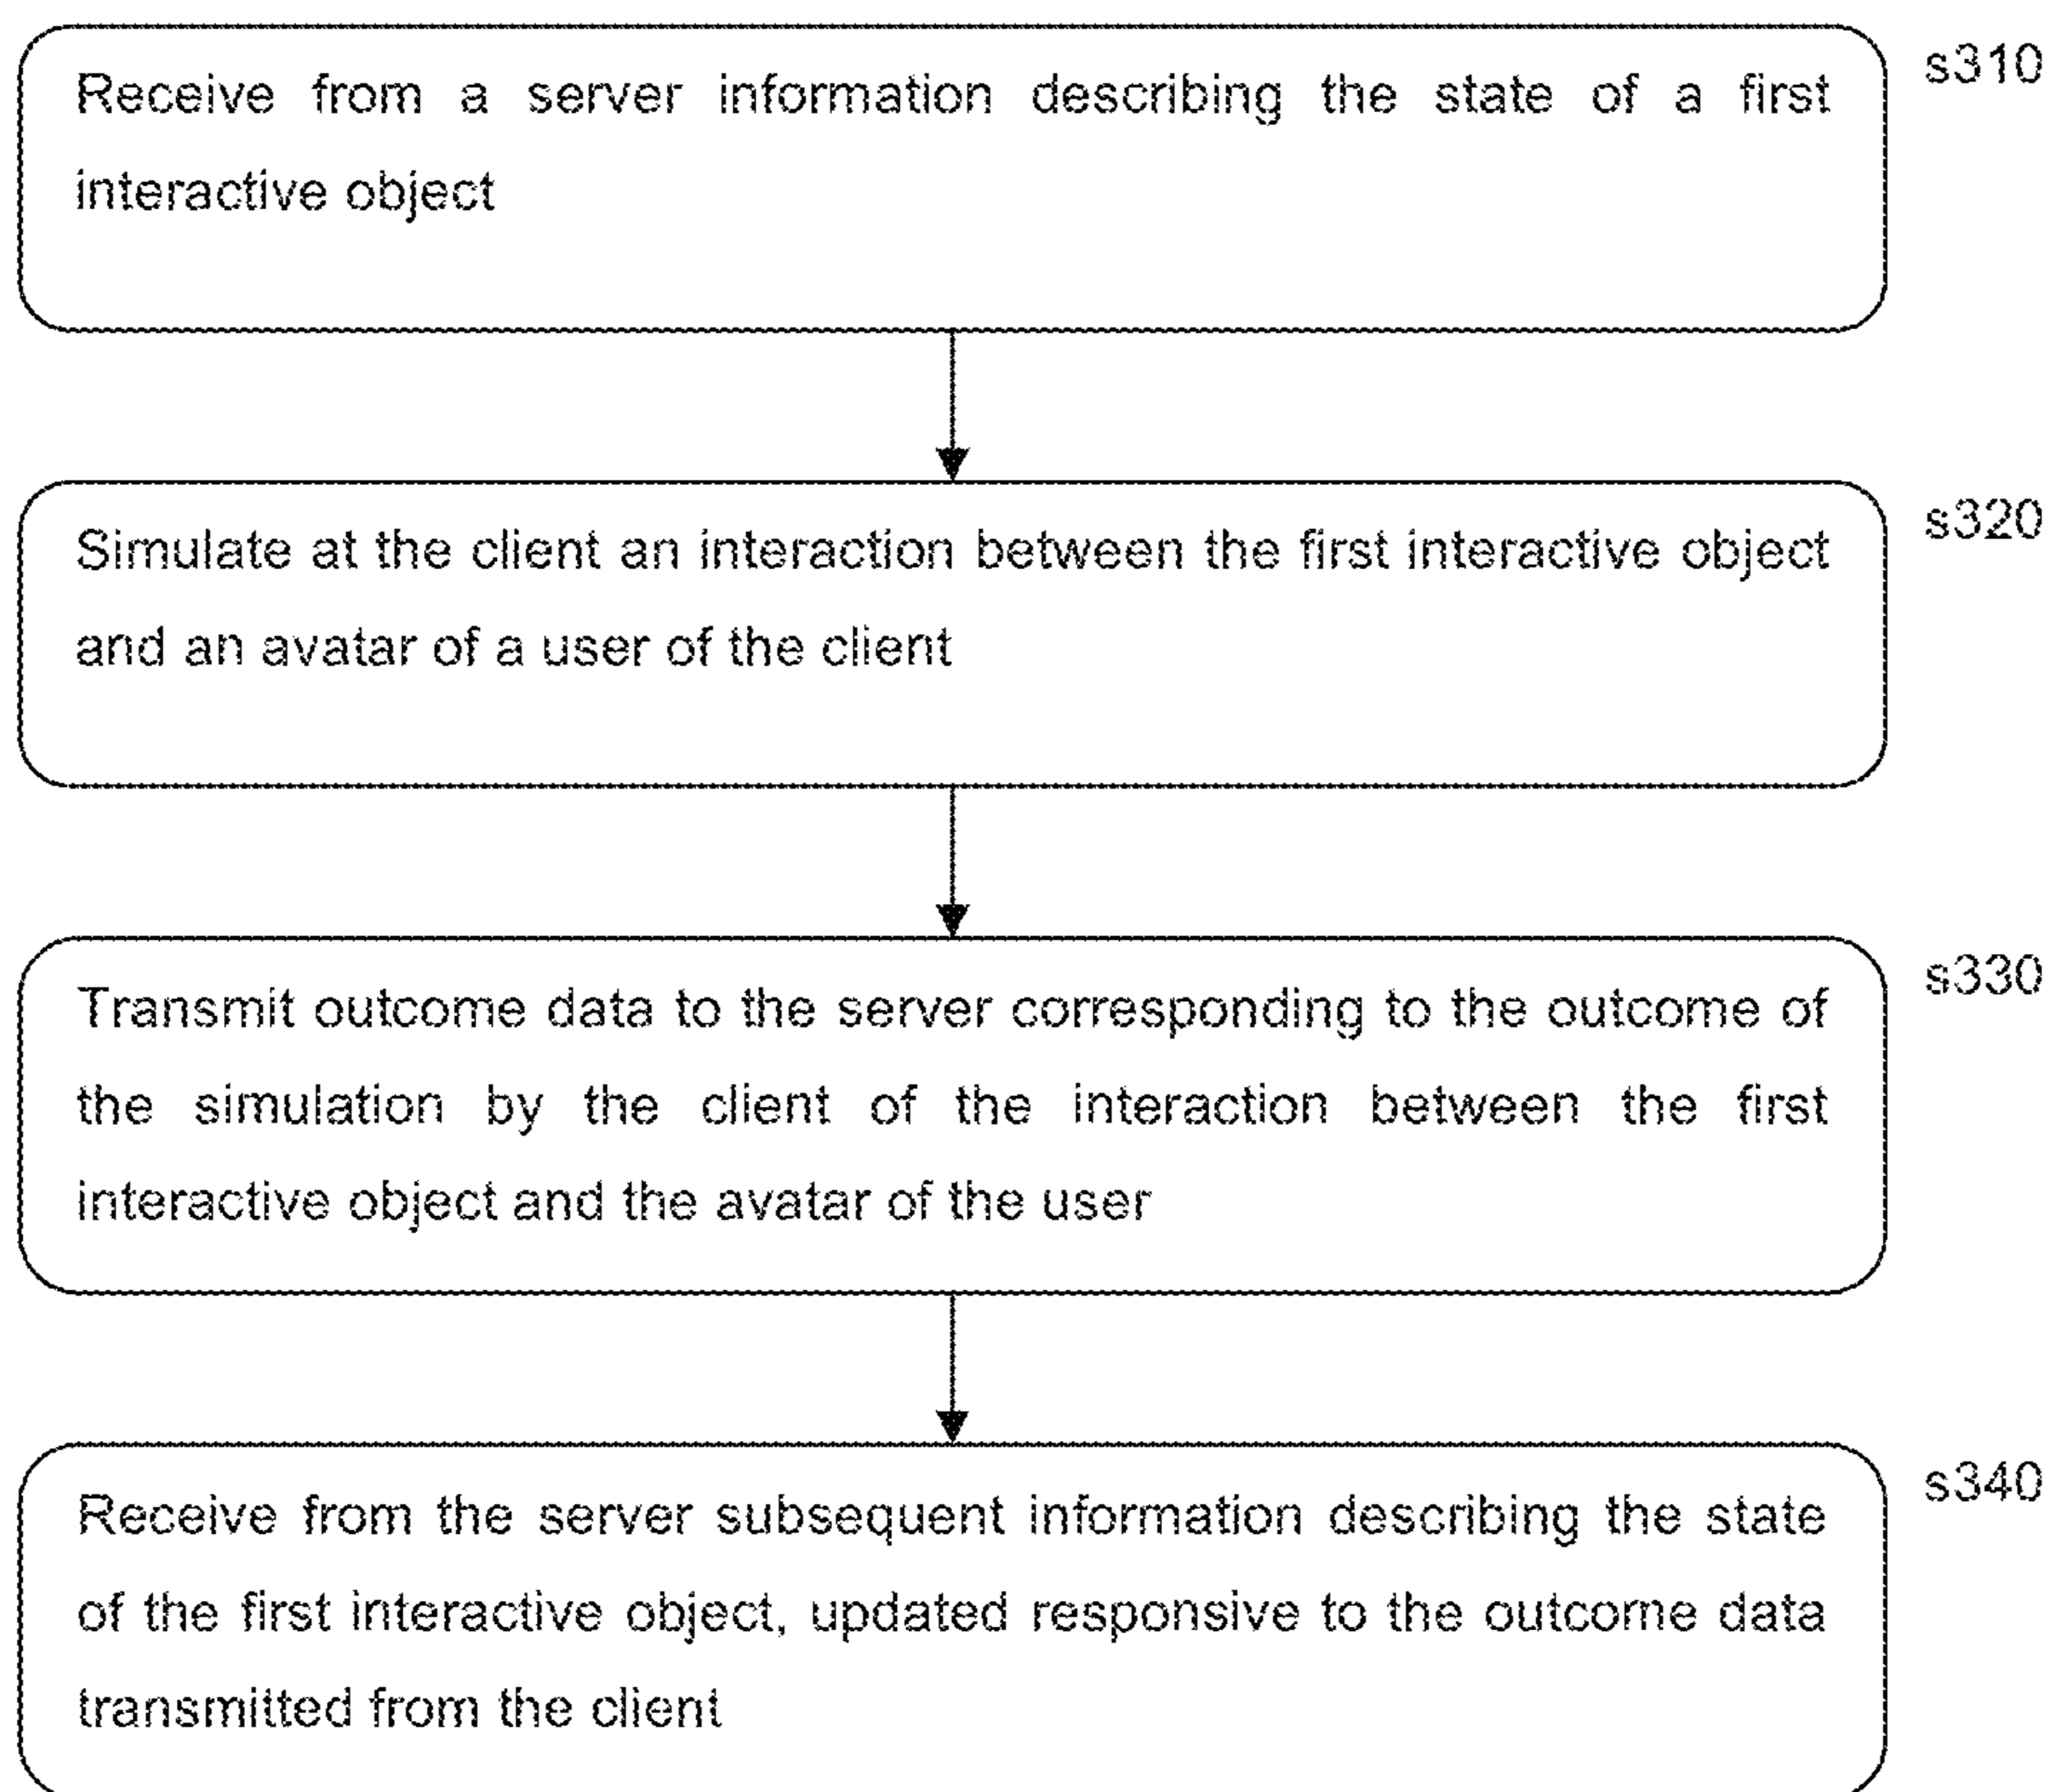 Receive from a server information describing the state of a first
s310
interactive object
Simulate at the client an interaction between the first interactive object
s320
and an avatar of a user of the client
Transmit outcome data to the server corresponding to the outcome of
s330
the simulation by the client of the interaction between the first
interactive object and the avatar of the user
Receive from the server subsequent information describing the state
s340
of the first interactive object, updated responsive to the outcome data
transmitted from the client